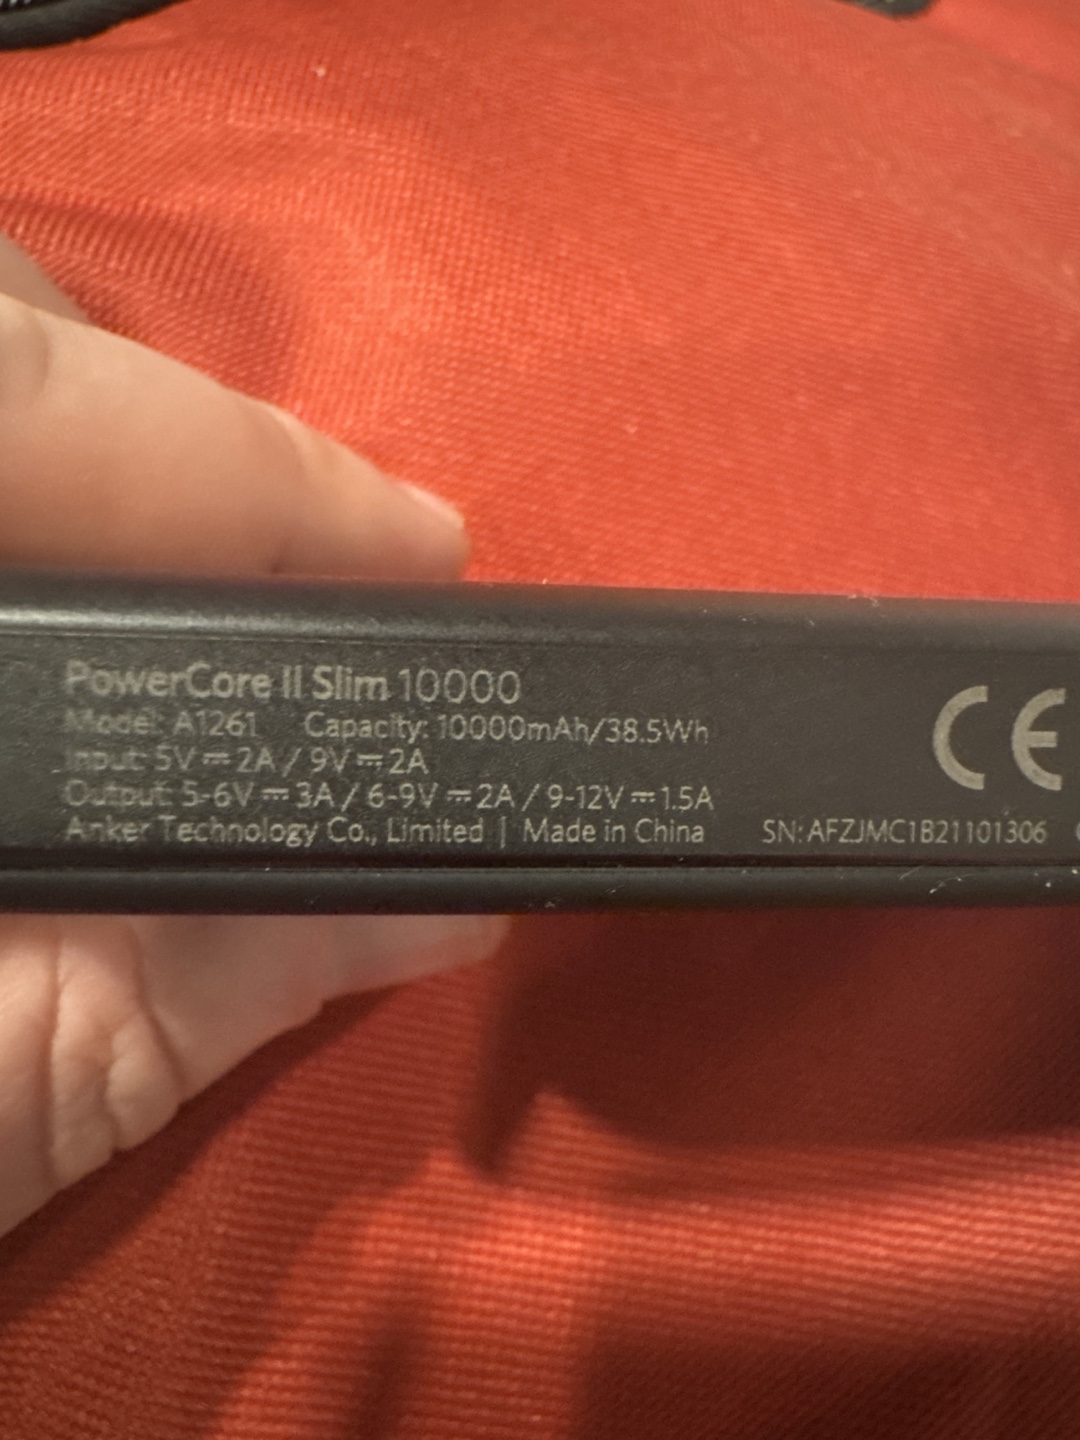 PowerCore II Slim 10000
Model: A1261 Capacity: 10000mAh/38.5Wh
Input: 5V⎓2A / 9V⎓2A
Output: 5-6V⎓3A / 6-9V⎓2A / 9-12V⎓1.5A
Anker Technology Co., Limited | Made in China
CE
SN: AFZJMC1B21101306